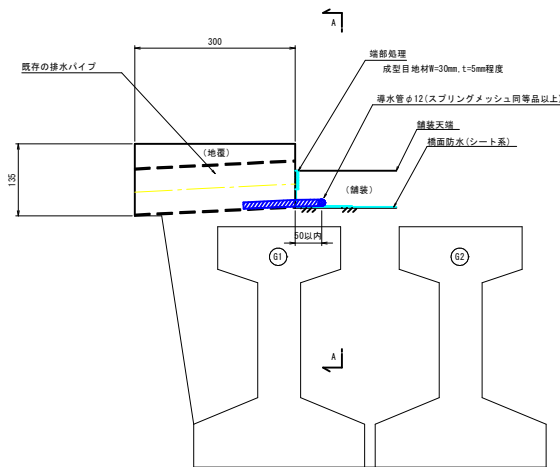 A
300
端部処理
成型目地材W=30mm,t=5mm程度
既存の排水パイプ
導水管φ12(スプリングメッシュ同等品以上)
舗装天端
(地覆)
橋面防水(シート系)
135
(舗装)
50以内
G1
G2
A